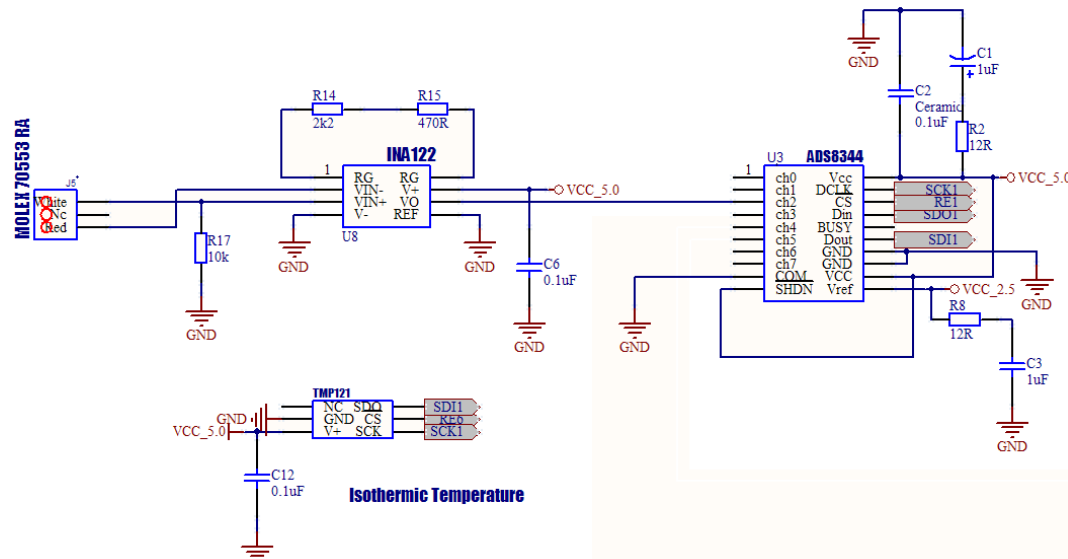 MOLEX 70553 RA
J5
White
Nc
Red
R17
10k
GND
R14
2k2
R15
470R
INA122
1
RG
VIN-
VIN+
V-
RG
V+
VO
REF
U8
GND
GND
VCC_5.0
C6
0.1uF
GND
GND
C2
Ceramic
0.1uF
C1
+
1uF
R2
12R
U3
ADS8344
1
ch0
ch1
ch2
ch3
ch4
ch5
ch6
ch7
COM
SHDN
Vcc
DCLK
CS
Din
BUSY
Dout
GND
GND
VCC
Vref
SCK1
RE1
SDO1
SDI1
VCC_5.0
GND
GND
VCC_2.5
R8
12R
C3
1uF
GND
TMP121
NC
GND
V+
SDO
CS
SCK
SDI1
RE6
SCK1
GND
VCC_5.0
C12
0.1uF
Isothermic Temperature